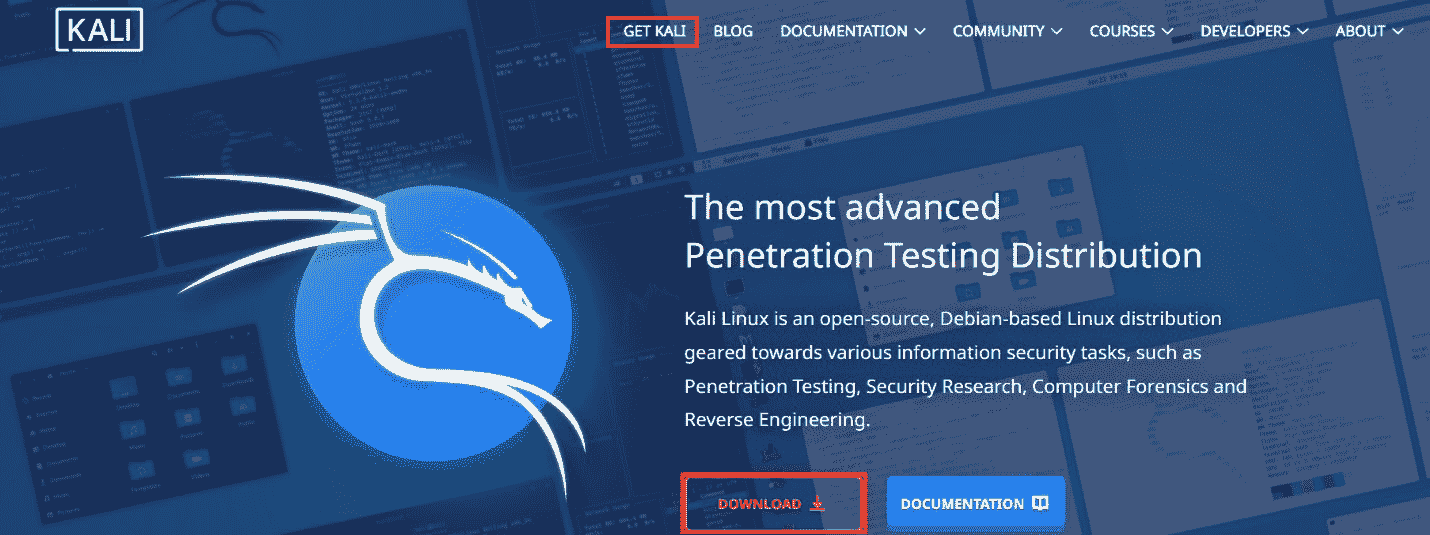 KALI
GET KALI BLOG DOCUMENTATION COMMUNITY COURSES DEVELOPERS ABOUT
The most advanced
Penetration Testing Distribution
Kali Linux is an open-source, Debian-based Linux distribution
geared towards various information security tasks, such as
Penetration Testing, Security Research, Computer Forensics and
Reverse Engineering.
DOWNLOAD DOCUMENTATION